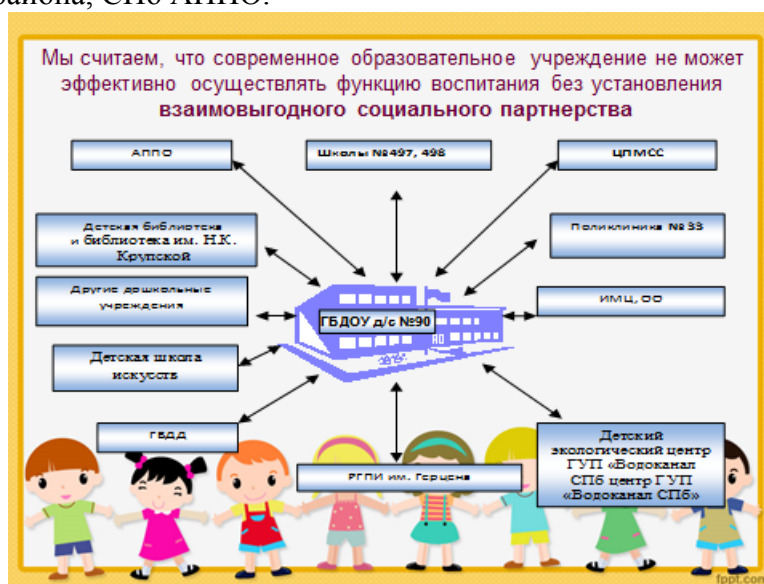 района, СПб АППО.
Мы считаем, что современное образовательное учреждение не может
эффективно осуществлять функцию воспитания без установления
взаимовыгодного социального партнерства
АППО
Школы №497, 498
ЦПМСС
Детская библиотека
и библиотека им. Н.К.
Крупской
Поликлиника № 33
Другие дошкольные
учреждения
ИМЦ, ОО
ГБДОУ д/с №90
Детская школа
искусств
ГБДД
РГПИ им. Герцена
Детский
экологический центр
ГУП «Водоканал
СПб центр ГУП
«Водоканал СПб»
fppt.com